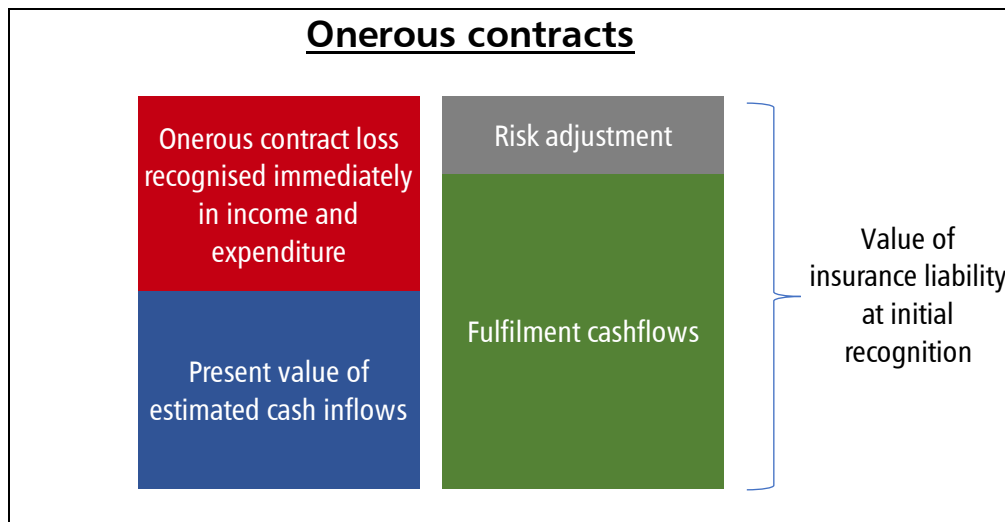 Onerous contracts
Onerous contract loss
recognised immediately
in income and
expenditure
Present value of
estimated cash inflows
Risk adjustment
Fulfilment cashflows
Value of
insurance liability
at initial
recognition